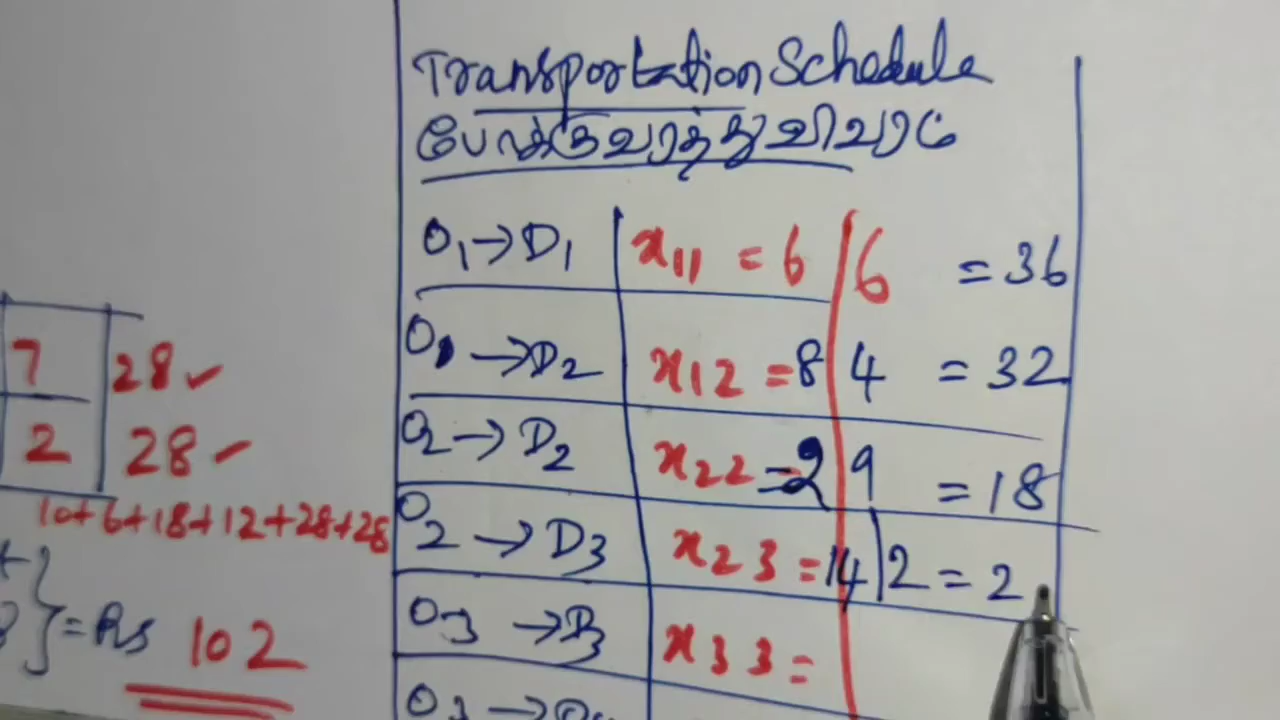 Transportation Schedule
போக்குவரத்து விவரம்
O1→D1 x11 = 6 6 = 36
O1→D2 x12 = 8 4 = 32
O2→D2 x22 = 2 9 = 18
O2→D3 x23 = 14 2 = 2
O3→D3 x33 =
O3→D4
7 28 ✓
2 28 ✓
10+6+18+12+28+28
} = Rs 102